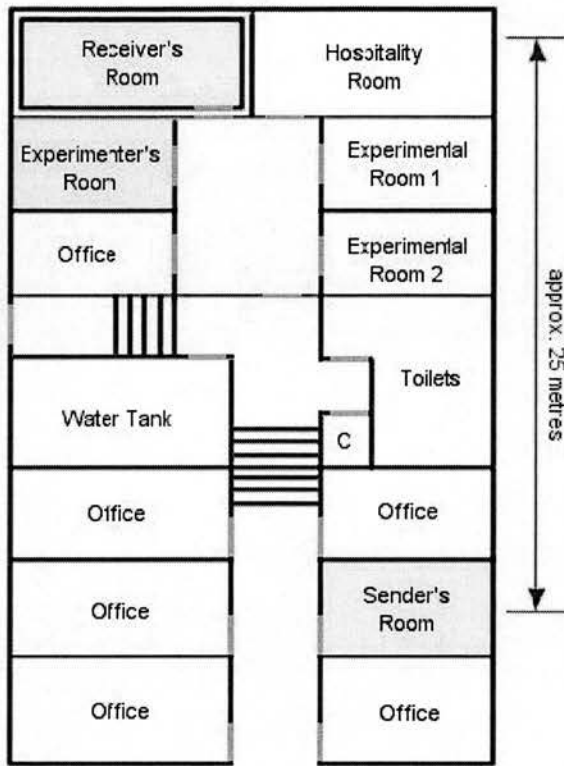 Receiver's
Room
Hospitality
Room
Experimenter's
Room
Experimental
Room 1
Office
Experimental
Room 2
approx. 25 metres
Toilets
Water Tank
C
Office
Office
Office
Sender's
Room
Office
Office